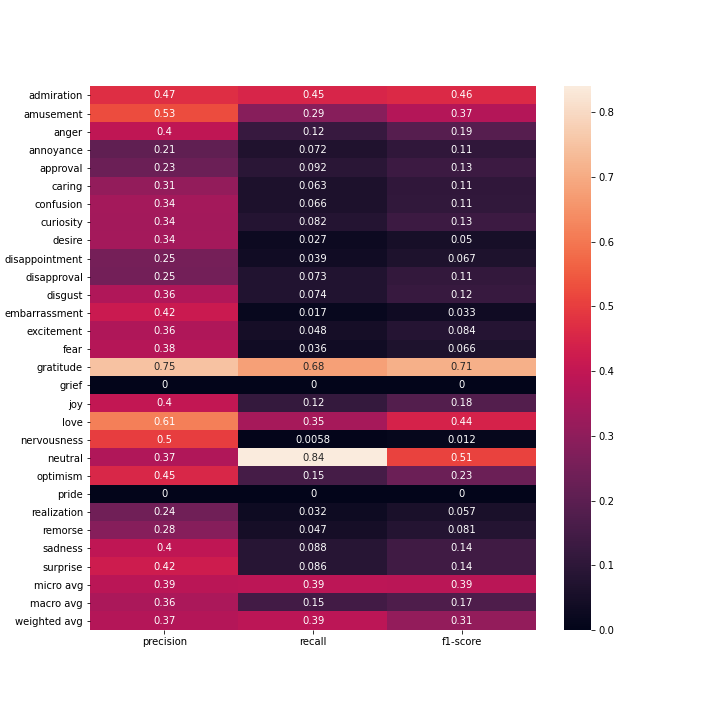 admiration 0.47 0.45 0.46
amusement 0.53 0.29 0.37
anger 0.4 0.12 0.19
annoyance 0.21 0.072 0.11
approval 0.23 0.092 0.13
caring 0.31 0.063 0.11
confusion 0.34 0.066 0.11
curiosity 0.34 0.082 0.13
desire 0.34 0.027 0.05
disappointment 0.25 0.039 0.067
disapproval 0.25 0.073 0.11
disgust 0.36 0.074 0.12
embarrassment 0.42 0.017 0.033
excitement 0.36 0.048 0.084
fear 0.38 0.036 0.066
gratitude 0.75 0.68 0.71
grief 0 0 0
joy 0.4 0.12 0.18
love 0.61 0.35 0.44
nervousness 0.5 0.0058 0.012
neutral 0.37 0.84 0.51
optimism 0.45 0.15 0.23
pride 0 0 0
realization 0.24 0.032 0.057
remorse 0.28 0.047 0.081
sadness 0.4 0.088 0.14
surprise 0.42 0.086 0.14
micro avg 0.39 0.39 0.39
macro avg 0.36 0.15 0.17
weighted avg 0.37 0.39 0.31
precision recall f1-score
0.8
0.7
0.6
0.5
0.4
0.3
0.2
0.1
0.0